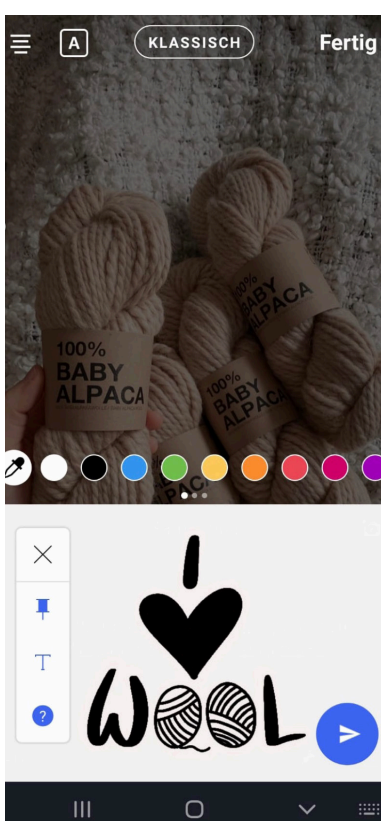 A KLASSISCH Fertig
100%
BABY
ALPACA
100%
BABY
ALPACA
100%
BABY
ALPACA
I
WOOL
T
?